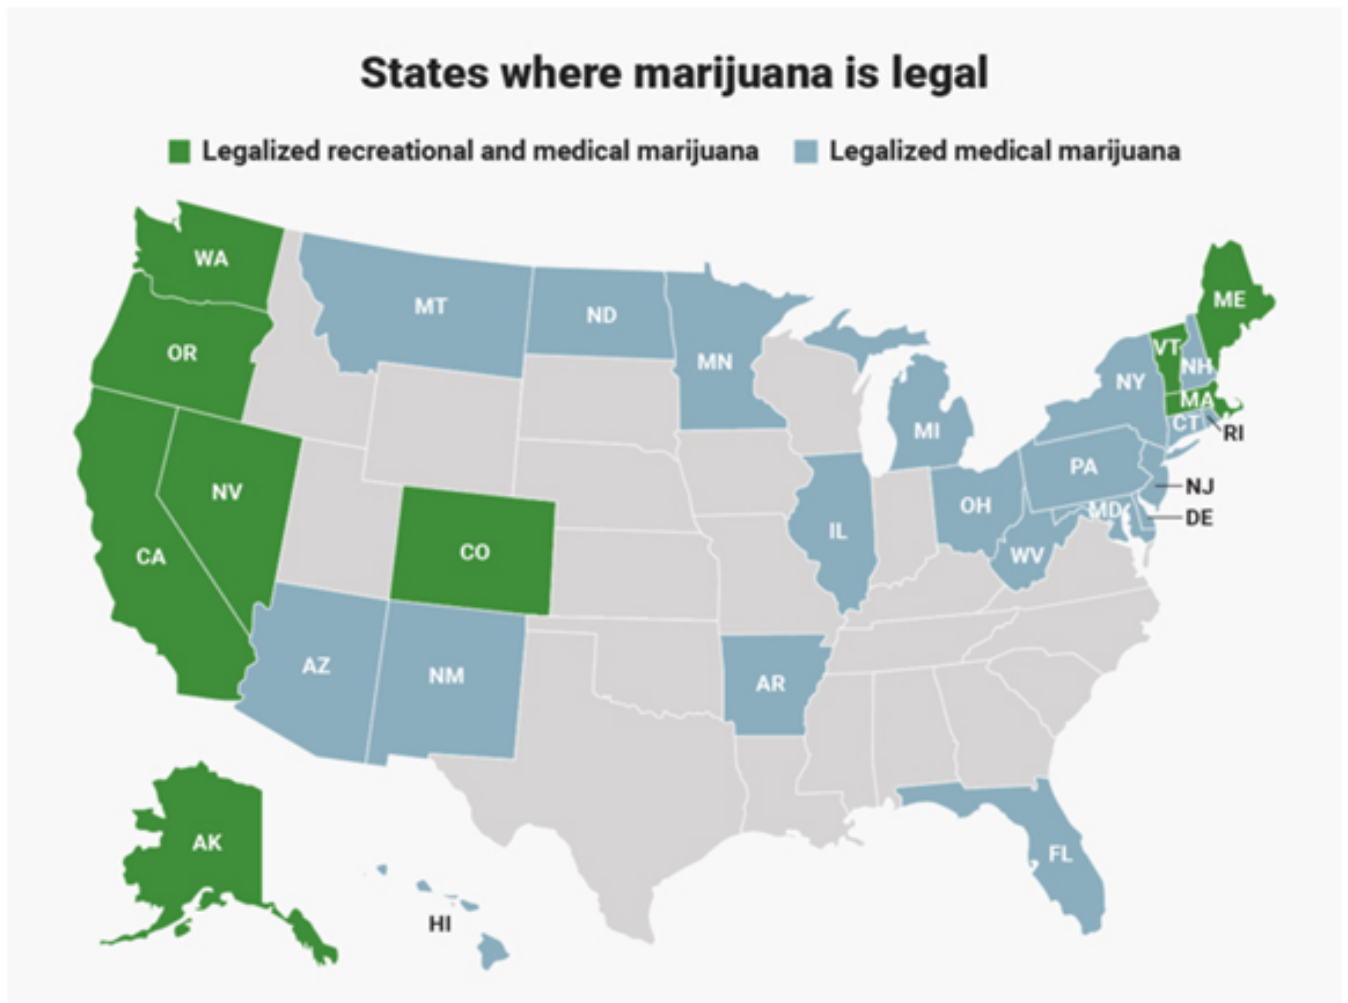 States where marijuana is legal
Legalized recreational and medical marijuana
Legalized medical marijuana
WA
MT
ND
ME
OR
MN
VT
NH
NY
MA
CT
RI
MI
PA
NV
NJ
OH
MD
DE
IL
CO
CA
WV
AZ
NM
AR
AK
FL
HI